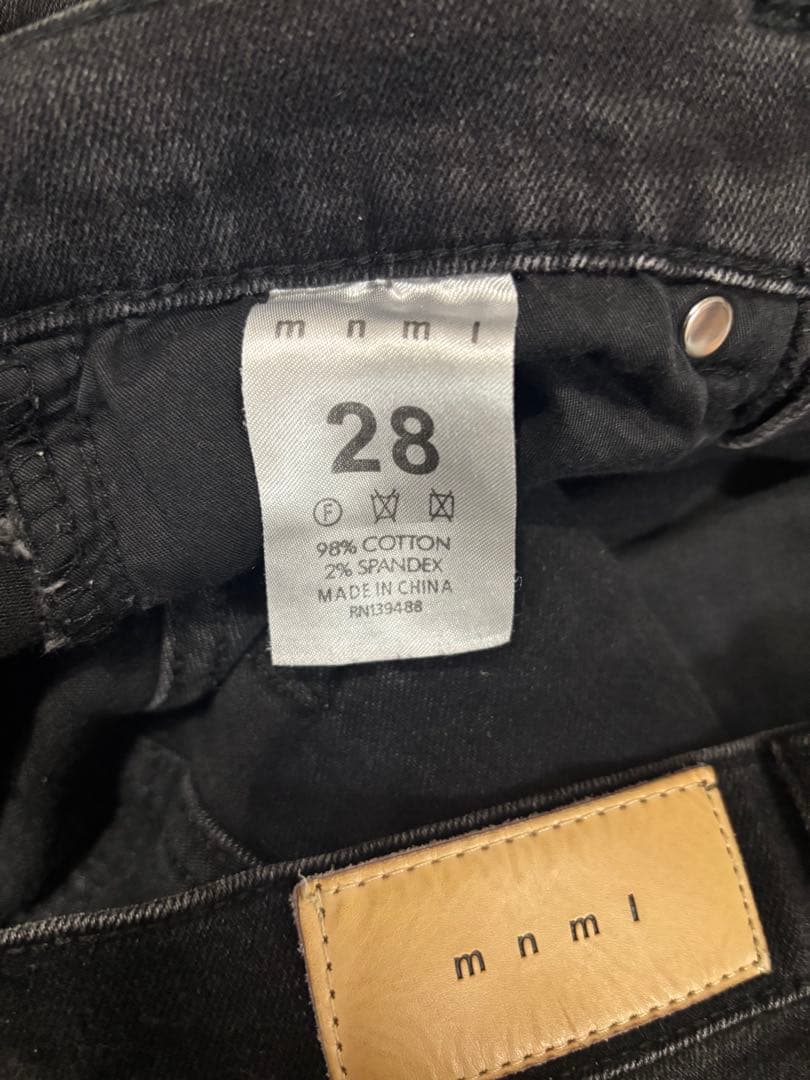 m n m l
28
F
98% COTTON
2% SPANDEX
MADE IN CHINA
RN139488
m n m l